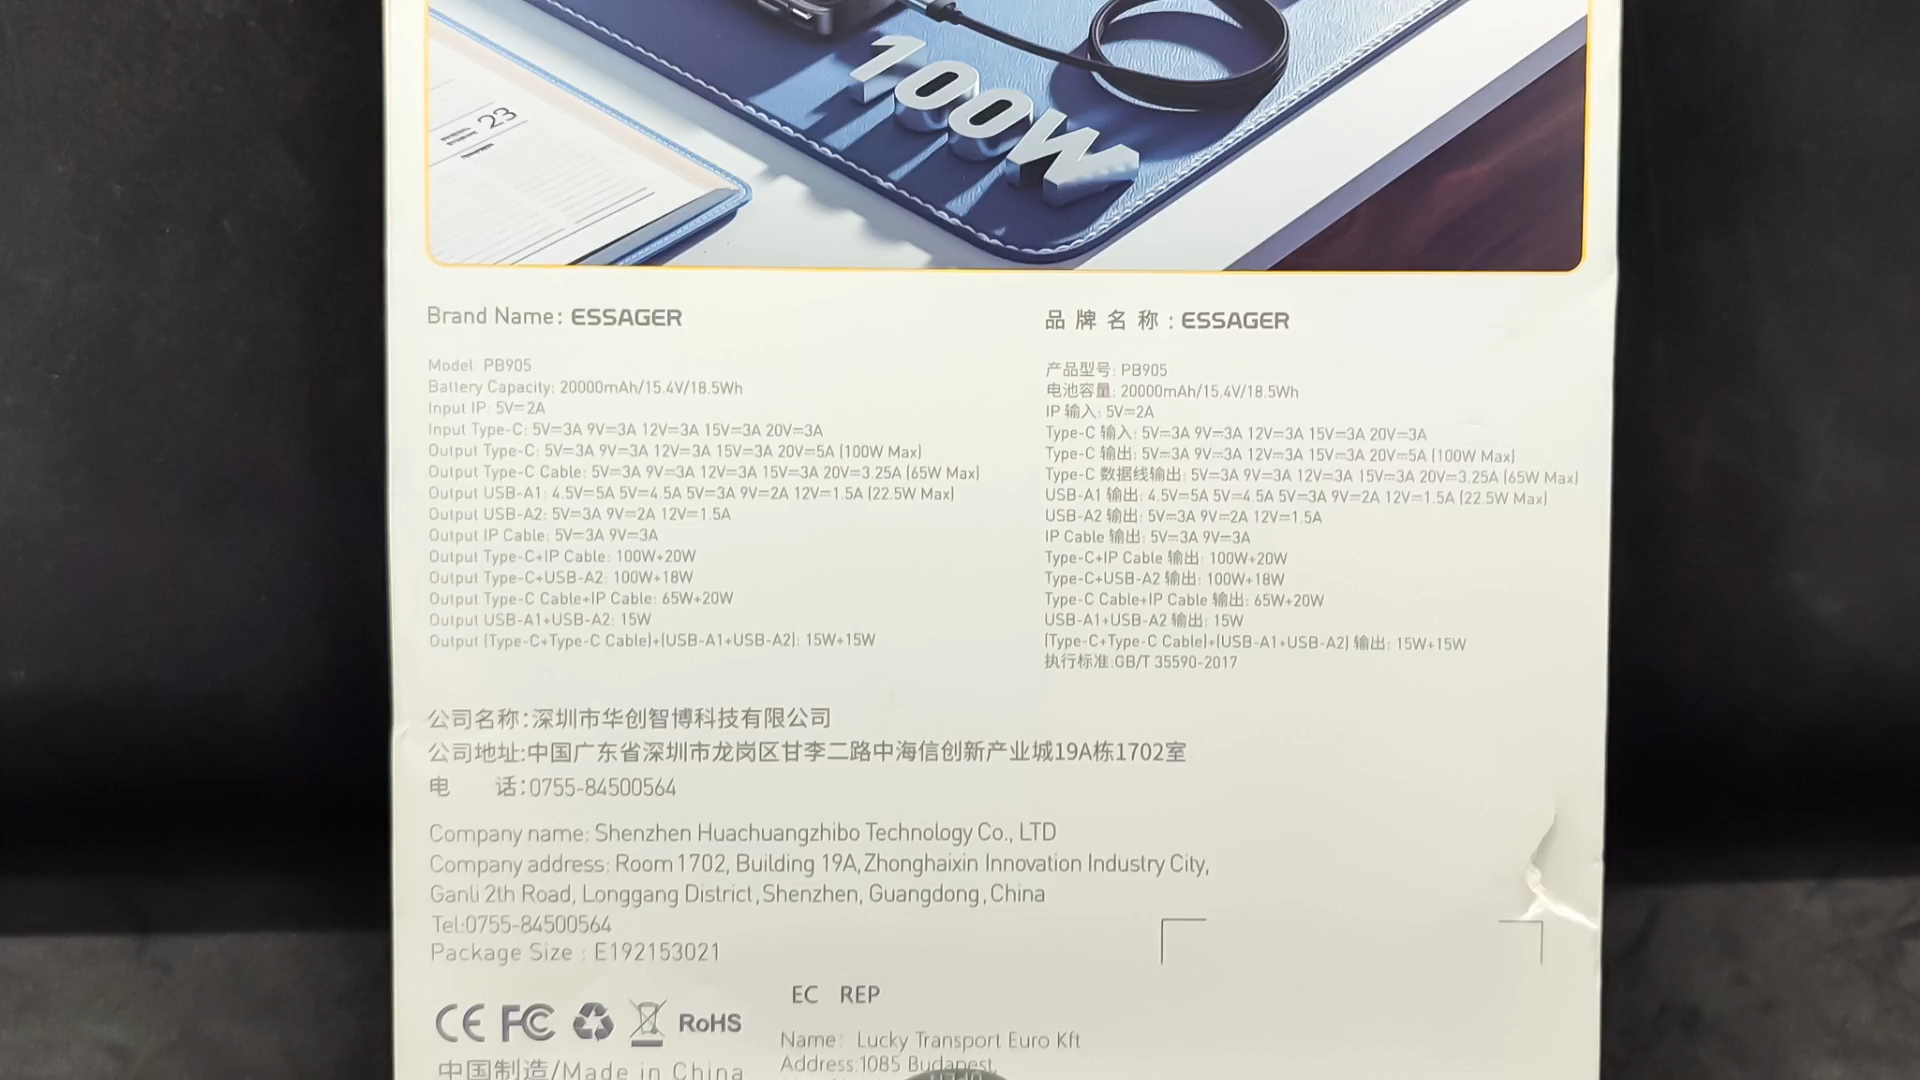 23
100W
Brand Name: ESSAGER
Model: PB905
Battery Capacity: 20000mAh/15.4V/18.5Wh
Input IP: 5V=2A
Input Type-C: 5V=3A 9V=3A 12V=3A 15V=3A 20V=3A
Output Type-C: 5V=3A 9V=3A 12V=3A 15V=3A 20V=5A (100W Max)
Output Type-C Cable: 5V=3A 9V=3A 12V=3A 15V=3A 20V=3.25A (65W Max)
Output USB-A1: 4.5V=5A 5V=4.5A 5V=3A 9V=2A 12V=1.5A (22.5W Max)
Output USB-A2: 5V=3A 9V=2A 12V=1.5A
Output IP Cable: 5V=3A 9V=3A
Output Type-C+IP Cable: 100W+20W
Output Type-C+USB-A2: 100W+18W
Output Type-C Cable+IP Cable: 65W+20W
Output USB-A1+USB-A2: 15W
Output (Type-C+Type-C Cable)+(USB-A1+USB-A2): 15W+15W
品牌名称: ESSAGER
产品型号: PB905
电池容量: 20000mAh/15.4V/18.5Wh
IP 输入: 5V=2A
Type-C 输入: 5V=3A 9V=3A 12V=3A 15V=3A 20V=3A
Type-C 输出: 5V=3A 9V=3A 12V=3A 15V=3A 20V=5A (100W Max)
Type-C 数据线输出: 5V=3A 9V=3A 12V=3A 15V=3A 20V=3.25A (65W Max)
USB-A1 输出: 4.5V=5A 5V=4.5A 5V=3A 9V=2A 12V=1.5A (22.5W Max)
USB-A2 输出: 5V=3A 9V=2A 12V=1.5A
IP Cable 输出: 5V=3A 9V=3A
Type-C+IP Cable 输出: 100W+20W
Type-C+USB-A2 输出: 100W+18W
Type-C Cable+IP Cable 输出: 65W+20W
USB-A1+USB-A2 输出: 15W
(Type-C+Type-C Cable)+(USB-A1+USB-A2) 输出: 15W+15W
执行标准:GB/T 35590-2017
公司名称:深圳市华创智博科技有限公司
公司地址:中国广东省深圳市龙岗区甘李二路中海信创新产业城19A栋1702室
电 话:0755-84500564
Company name: Shenzhen Huachuangzhibo Technology Co., LTD
Company address: Room 1702, Building 19A, Zhonghaixin Innovation Industry City,
Ganli 2th Road, Longgang District, Shenzhen, Guangdong, China
Tel:0755-84500564
Package Size : E192153021
CE FC RoHS
中国制造/Made in China
EC REP
Name: Lucky Transport Euro Kft
Address:1085 Budapest,